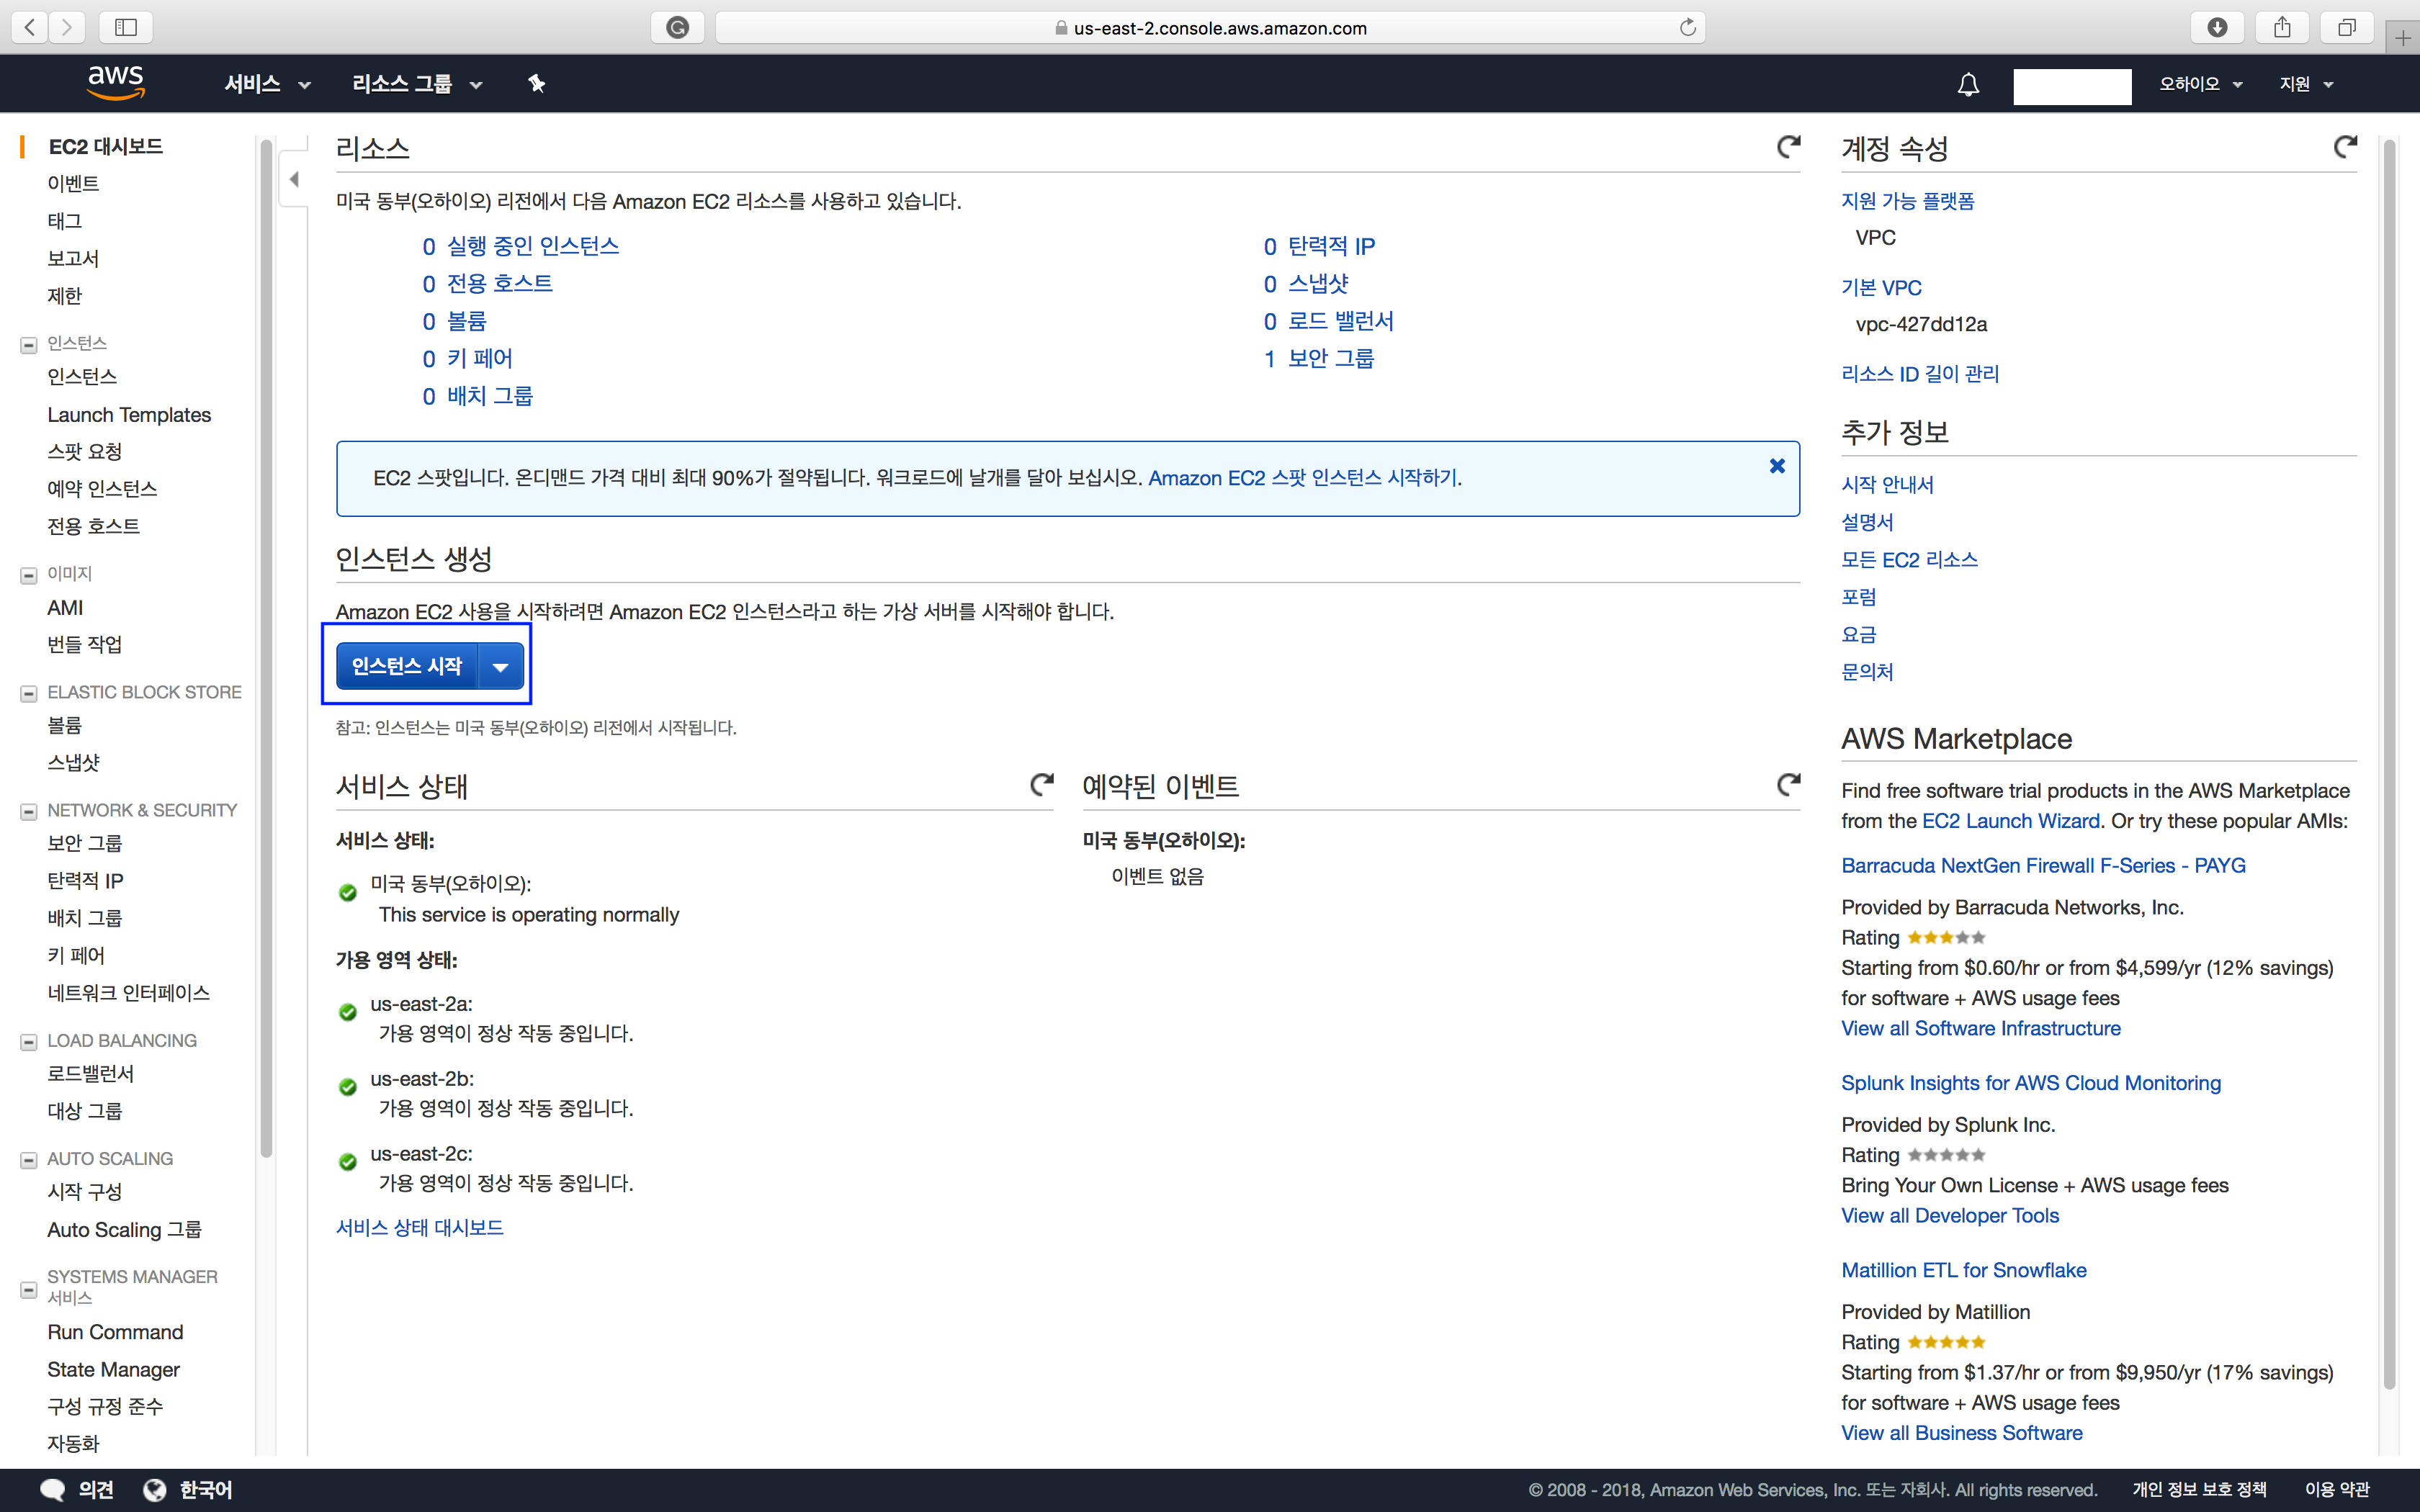 us-east-2.console.aws.amazon.com
aws
서비스
리소스 그룹
오하이오
지원
EC2 대시보드
이벤트
태그
보고서
제한
인스턴스
인스턴스
Launch Templates
스팟 요청
예약 인스턴스
전용 호스트
이미지
AMI
번들 작업
ELASTIC BLOCK STORE
볼륨
스냅샷
NETWORK & SECURITY
보안 그룹
탄력적 IP
배치 그룹
키 페어
네트워크 인터페이스
LOAD BALANCING
로드밸런서
대상 그룹
AUTO SCALING
시작 구성
Auto Scaling 그룹
SYSTEMS MANAGER
서비스
Run Command
State Manager
구성 규정 준수
자동화
리소스
미국 동부(오하이오) 리전에서 다음 Amazon EC2 리소스를 사용하고 있습니다.
0 실행 중인 인스턴스
0 탄력적 IP
0 전용 호스트
0 스냅샷
0 볼륨
0 로드 밸런서
0 키 페어
1 보안 그룹
0 배치 그룹
EC2 스팟입니다. 온디맨드 가격 대비 최대 90%가 절약됩니다. 워크로드에 날개를 달아 보십시오. Amazon EC2 스팟 인스턴스 시작하기.
인스턴스 생성
Amazon EC2 사용을 시작하려면 Amazon EC2 인스턴스라고 하는 가상 서버를 시작해야 합니다.
인스턴스 시작
참고: 인스턴스는 미국 동부(오하이오) 리전에서 시작됩니다.
서비스 상태
서비스 상태:
미국 동부(오하이오):
This service is operating normally
가용 영역 상태:
us-east-2a:
가용 영역이 정상 작동 중입니다.
us-east-2b:
가용 영역이 정상 작동 중입니다.
us-east-2c:
가용 영역이 정상 작동 중입니다.
서비스 상태 대시보드
예약된 이벤트
미국 동부(오하이오):
이벤트 없음
계정 속성
지원 가능 플랫폼
VPC
기본 VPC
vpc-427dd12a
리소스 ID 길이 관리
추가 정보
시작 안내서
설명서
모든 EC2 리소스
포럼
요금
문의처
AWS Marketplace
Find free software trial products in the AWS Marketplace
from the EC2 Launch Wizard. Or try these popular AMIs:
Barracuda NextGen Firewall F-Series - PAYG
Provided by Barracuda Networks, Inc.
Rating
Starting from $0.60/hr or from $4,599/yr (12% savings)
for software + AWS usage fees
View all Software Infrastructure
Splunk Insights for AWS Cloud Monitoring
Provided by Splunk Inc.
Rating
Bring Your Own License + AWS usage fees
View all Developer Tools
Matillion ETL for Snowflake
Provided by Matillion
Rating
Starting from $1.37/hr or from $9,950/yr (17% savings)
for software + AWS usage fees
View all Business Software
의견
한국어
© 2008 - 2018, Amazon Web Services, Inc. 또는 자회사. All rights reserved.
개인 정보 보호 정책
이용 약관